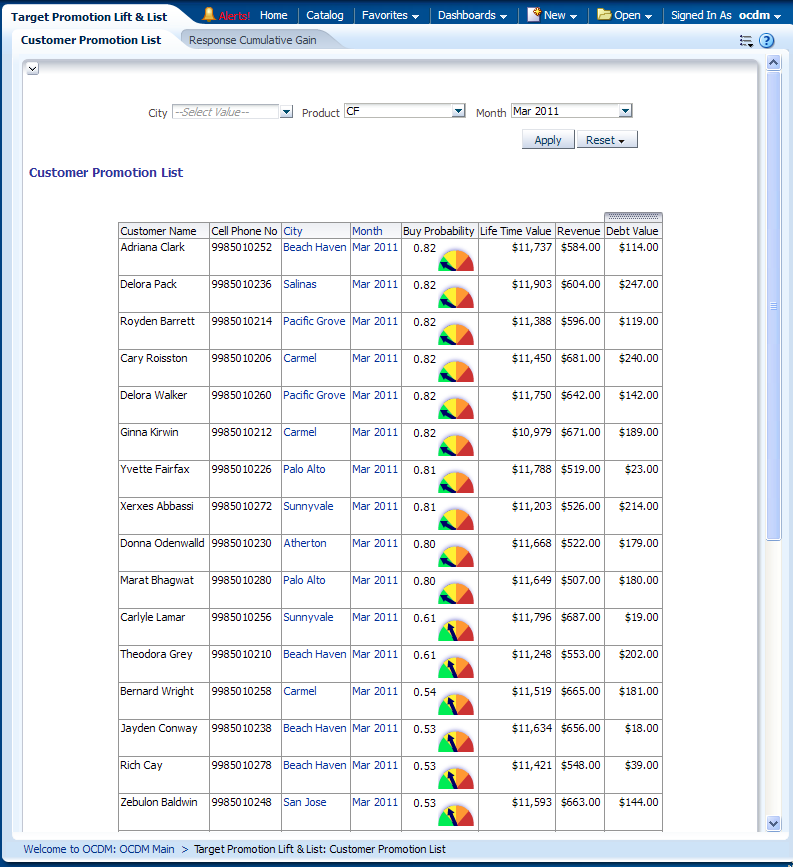 Target Promotion Lift & List Alerts! Home Catalog Favorites Dashboards New Open Signed In As ocdm
Customer Promotion List Response Cumulative Gain
City --Select Value-- Product CF Month Mar 2011
Apply Reset
Customer Promotion List
Customer Name Cell Phone No City Month Buy Probability Life Time Value Revenue Debt Value
Adriana Clark 9985010252 Beach Haven Mar 2011 0.82 $11,737 $584.00 $114.00
Delora Pack 9985010236 Salinas Mar 2011 0.82 $11,903 $604.00 $247.00
Royden Barrett 9985010214 Pacific Grove Mar 2011 0.82 $11,388 $596.00 $119.00
Cary Roisston 9985010206 Carmel Mar 2011 0.82 $11,450 $681.00 $240.00
Delora Walker 9985010260 Pacific Grove Mar 2011 0.82 $11,750 $642.00 $142.00
Ginna Kirwin 9985010212 Carmel Mar 2011 0.82 $10,979 $671.00 $189.00
Yvette Fairfax 9985010226 Palo Alto Mar 2011 0.81 $11,788 $519.00 $23.00
Xerxes Abbassi 9985010272 Sunnyvale Mar 2011 0.81 $11,203 $526.00 $214.00
Donna Odenwalld 9985010230 Atherton Mar 2011 0.80 $11,668 $522.00 $179.00
Marat Bhagwat 9985010280 Palo Alto Mar 2011 0.80 $11,649 $507.00 $180.00
Carlyle Lamar 9985010256 Sunnyvale Mar 2011 0.61 $11,796 $687.00 $19.00
Theodora Grey 9985010210 Beach Haven Mar 2011 0.61 $11,248 $553.00 $202.00
Bernard Wright 9985010258 Carmel Mar 2011 0.54 $11,519 $665.00 $181.00
Jayden Conway 9985010238 Beach Haven Mar 2011 0.53 $11,634 $656.00 $18.00
Rich Cay 9985010278 Beach Haven Mar 2011 0.53 $11,421 $548.00 $39.00
Zebulon Baldwin 9985010248 San Jose Mar 2011 0.53 $11,593 $663.00 $144.00
Welcome to OCDM: OCDM Main > Target Promotion Lift & List: Customer Promotion List